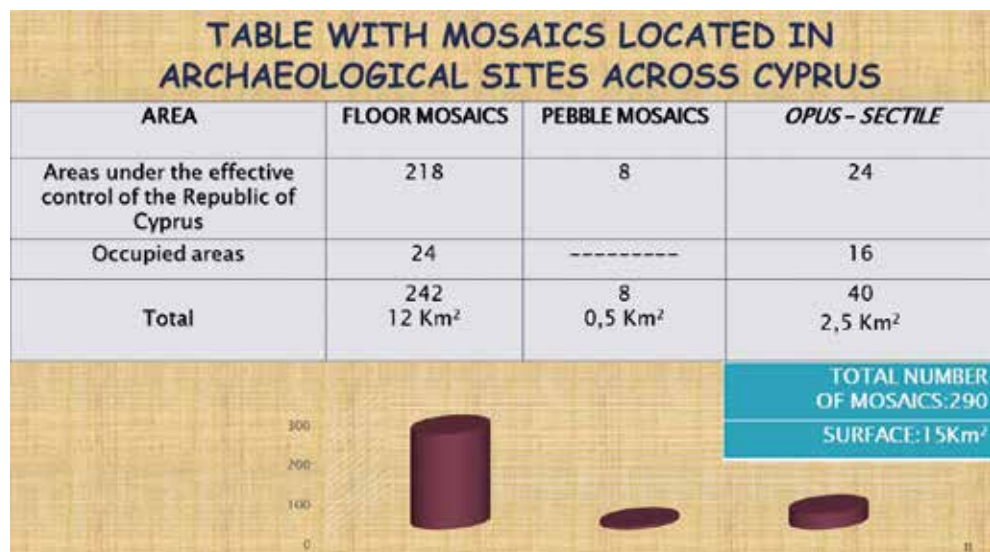 TABLE WITH MOSAICS LOCATED IN
ARCHAEOLOGICAL SITES ACROSS CYPRUS
AREA FLOOR MOSAICS PEBBLE MOSAICS OPUS – SECTILE
Areas under the effective
control of the Republic of
Cyprus
218 8 24
Occupied areas 24 --------- 16
Total
242 8 40
12 Km² 0,5 Km² 2,5 Km²
TOTAL NUMBER
OF MOSAICS:290
SURFACE:15Km²
300
200
100
0